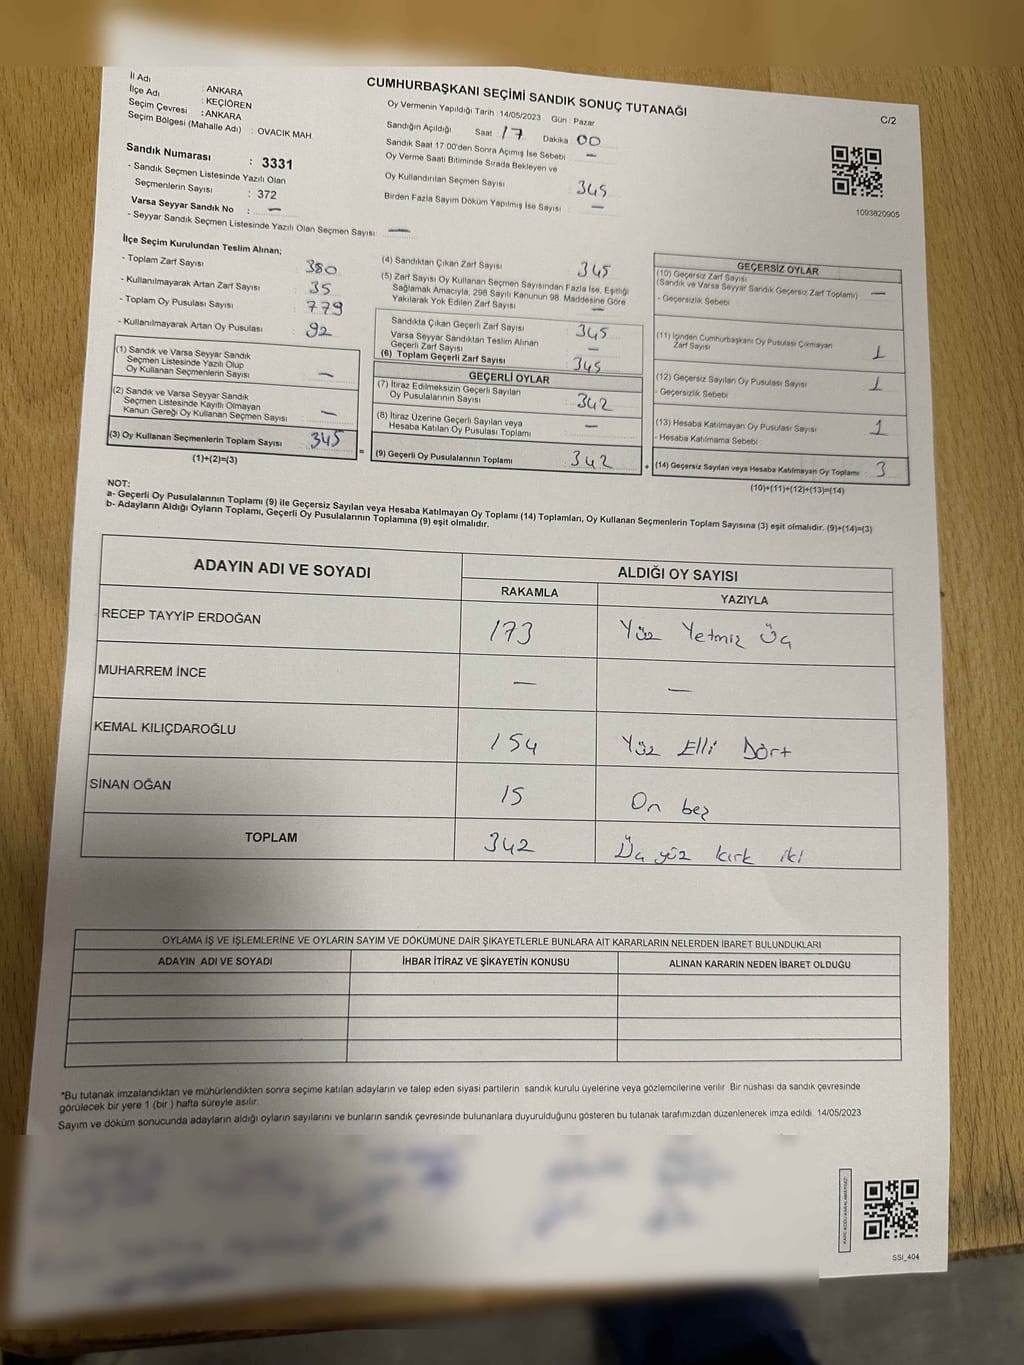 CUMHURBAŞKANI SEÇİMİ SANDIK SONUÇ TUTANAĞI
C/2
İl Adı : ANKARA
İlçe Adı : KEÇİÖREN
Seçim Çevresi : ANKARA
Seçim Bölgesi (Mahalle Adı) : OVACIK MAH
Sandık Numarası : 3331
- Sandık Seçmen Listesinde Yazılı Olan
Seçmenlerin Sayısı : 372
Varsa Seyyar Sandık No : —
- Seyyar Sandık Seçmen Listesinde Yazılı Olan Seçmen Sayısı: —
Oy Vermenin Yapıldığı Tarih : 14/05/2023 Gün : Pazar
Sandığın Açıldığı Saat 17 Dakika 00
Sandık Saat 17.00'den Sonra Açımış İse Sebebi —
Oy Verme Saati Bitiminde Sırada Bekleyen ve
Oy Kullandırılan Seçmen Sayısı 345
Birden Fazla Sayım Döküm Yapılmış İse Sayısı —
1093820905
İlçe Seçim Kurulundan Teslim Alınan;
- Toplam Zarf Sayısı : 380
- Kullanılmayarak Artan Zarf Sayısı : 35
- Toplam Oy Pusulası Sayısı : 779
- Kullanılmayarak Artan Oy Pusulası : 92
(1) Sandık ve Varsa Seyyar Sandık
Seçmen Listesinde Yazılı Olup
Oy Kullanan Seçmenlerin Sayısı —
(2) Sandık ve Varsa Seyyar Sandık
Seçmen Listesinde Kayıtlı Olmayan
Kanun Gereği Oy Kullanan Seçmen Sayısı —
(3) Oy Kullanan Seçmenlerin Toplam Sayısı 345
(1)+(2)=(3)
=
(4) Sandıktan Çıkan Zarf Sayısı 345
(5) Zarf Sayısı Oy Kullanan Seçmen Sayısından Fazla İse, Eşitliği
Sağlamak Amacıyla, 298 Sayılı Kanunun 98. Maddesine Göre
Yakılarak Yok Edilen Zarf Sayısı —
Sandıkta Çıkan Geçerli Zarf Sayısı 345
Varsa Seyyar Sandıktan Teslim Alınan
Geçerli Zarf Sayısı —
(6) Toplam Geçerli Zarf Sayısı 345
GEÇERLİ OYLAR
(7) İtiraz Edilmeksizin Geçerli Sayılan
Oy Pusulalarının Sayısı 342
(8) İtiraz Üzerine Geçerli Sayılan veya
Hesaba Katılan Oy Pusulası Toplamı —
(9) Geçerli Oy Pusulalarının Toplamı 342
+
GEÇERSİZ OYLAR
(10) Geçersiz Zarf Sayısı
(Sandık ve Varsa Seyyar Sandık Geçersiz Zarf Toplamı) —
- Geçersizlik Sebebi
(11) İçinden Cumhurbaşkanı Oy Pusulası Çıkmayan
Zarf Sayısı 1
(12) Geçersiz Sayılan Oy Pusulası Sayısı 1
- Geçersizlik Sebebi
(13) Hesaba Katılmayan Oy Pusulası Sayısı 1
- Hesaba Katılmama Sebebi
(14) Geçersiz Sayılan veya Hesaba Katılmayan Oy Toplamı 3
(10)+(11)+(12)+(13)=(14)
NOT:
a- Geçerli Oy Pusulalarının Toplamı (9) ile Geçersiz Sayılan veya Hesaba Katılmayan Oy Toplamı (14) Toplamları, Oy Kullanan Seçmenlerin Toplam Sayısına (3) eşit olmalıdır. (9)+(14)=(3)
b- Adayların Aldığı Oyların Toplamı, Geçerli Oy Pusulalarının Toplamına (9) eşit olmalıdır.
ADAYIN ADI VE SOYADI
ALDIĞI OY SAYISI
RAKAMLA YAZIYLA
RECEP TAYYİP ERDOĞAN 173 Yüz Yetmiş Üç
MUHARREM İNCE — —
KEMAL KILIÇDAROĞLU 154 Yüz Elli Dört
SİNAN OĞAN 15 On beş
TOPLAM 342 Üç yüz kırk iki
OYLAMA İŞ VE İŞLEMLERİNE VE OYLARIN SAYIM VE DÖKÜMÜNE DAİR ŞİKAYETLERLE BUNLARA AİT KARARLARIN NELERDEN İBARET BULUNDUKLARI
ADAYIN ADI VE SOYADI İHBAR İTİRAZ VE ŞİKAYETİN KONUSU ALINAN KARARIN NEDEN İBARET OLDUĞU
*Bu tutanak imzalandıktan ve mühürlendikten sonra seçime katılan adayların ve talep eden siyasi partilerin sandık kurulu üyelerine veya gözlemcilerine verilir. Bir nüshası da sandık çevresinde
görülecek bir yere 1 (bir ) hafta süreyle asılır.
Sayım ve döküm sonucunda adayların aldığı oyların sayılarını ve bunların sandık çevresinde bulunanlara duyurulduğunu gösteren bu tutanak tarafımızdan düzenlenerek imza edildi. 14/05/2023
SSI_404